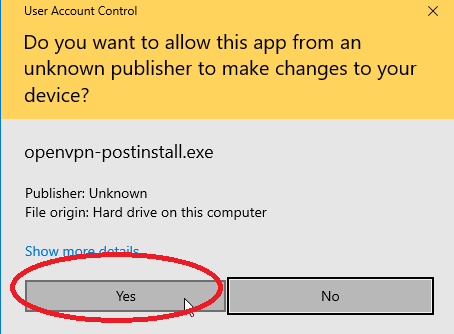 User Account Control
Do you want to allow this app from an
unknown publisher to make changes to your
device?
openvpn-postinstall.exe
Publisher: Unknown
File origin: Hard drive on this computer
Show more details
Yes
No